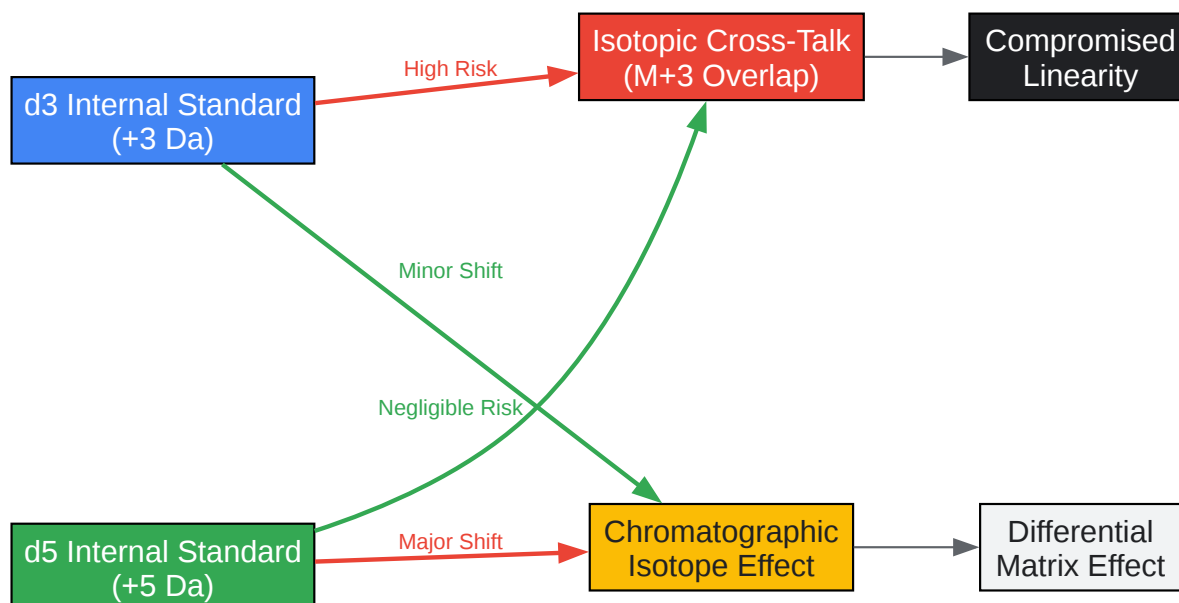 Isotopic Cross-Talk
(M+3 Overlap)
Compromised
Linearity
High Risk
d3 Internal Standard
(+3 Da)
Minor Shift
Negligible Risk
Chromatographic
Isotope Effect
Differential
Matrix Effect
Major Shift
d5 Internal Standard
(+5 Da)